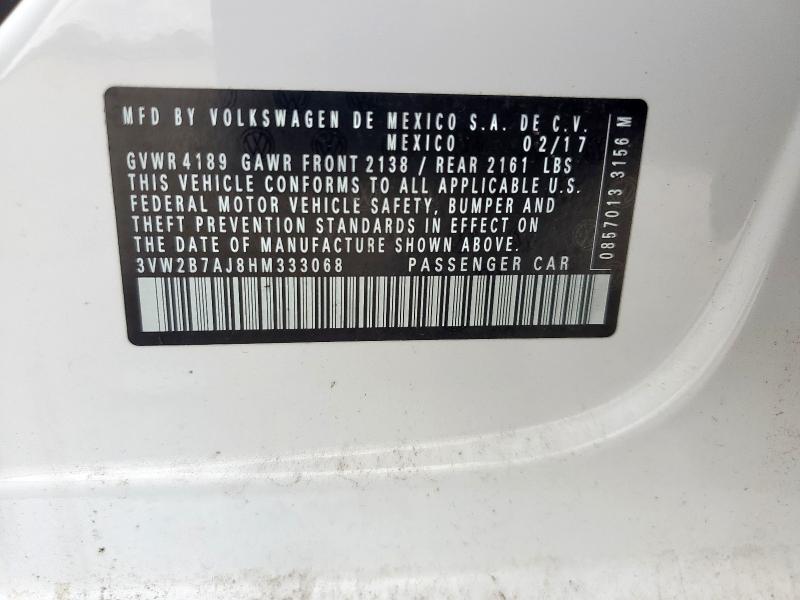 MFD BY VOLKSWAGEN DE MEXICO S.A. DE C.V.
MEXICO 02/17
GVWR 4189 GAWR FRONT 2138 / REAR 2161 LBS
THIS VEHICLE CONFORMS TO ALL APPLICABLE U.S.
FEDERAL MOTOR VEHICLE SAFETY, BUMPER AND
THEFT PREVENTION STANDARDS IN EFFECT ON
THE DATE OF MANUFACTURE SHOWN ABOVE.
3VW2B7AJ8HM333068 PASSENGER CAR
0857013 3156 M